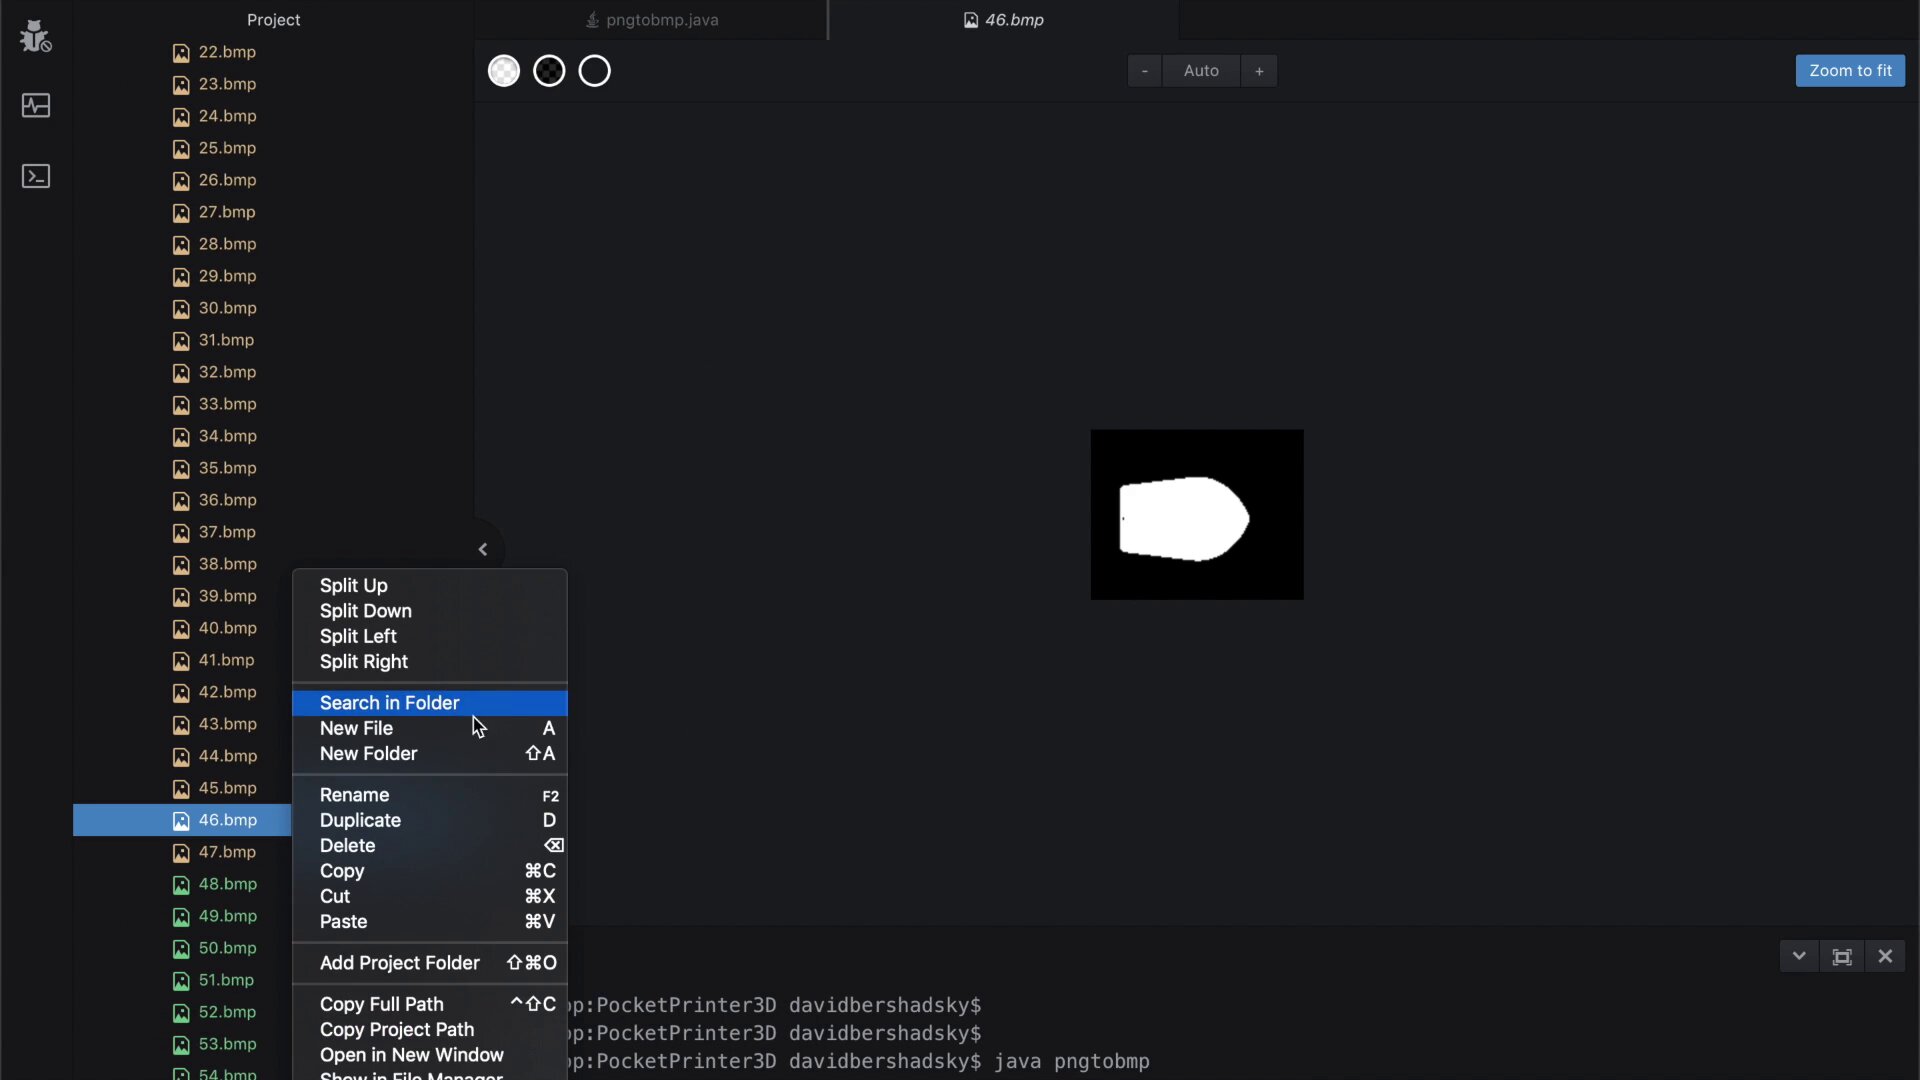 Project
pngtobmp.java
46.bmp
- Auto +
Zoom to fit
22.bmp
23.bmp
24.bmp
25.bmp
26.bmp
27.bmp
28.bmp
29.bmp
30.bmp
31.bmp
32.bmp
33.bmp
34.bmp
35.bmp
36.bmp
37.bmp
38.bmp
39.bmp
40.bmp
41.bmp
42.bmp
43.bmp
44.bmp
45.bmp
46.bmp
47.bmp
48.bmp
49.bmp
50.bmp
51.bmp
52.bmp
53.bmp
54.bmp
Split Up
Split Down
Split Left
Split Right
Search in Folder
New File A
New Folder ⇧A
Rename F2
Duplicate D
Delete ⌫
Copy ⌘C
Cut ⌘X
Paste ⌘V
Add Project Folder ⇧⌘O
Copy Full Path ^⇧C
Copy Project Path
Open in New Window
Show in File Manager
op:PocketPrinter3D davidbershadsky$
op:PocketPrinter3D davidbershadsky$
op:PocketPrinter3D davidbershadsky$ java pngtobmp